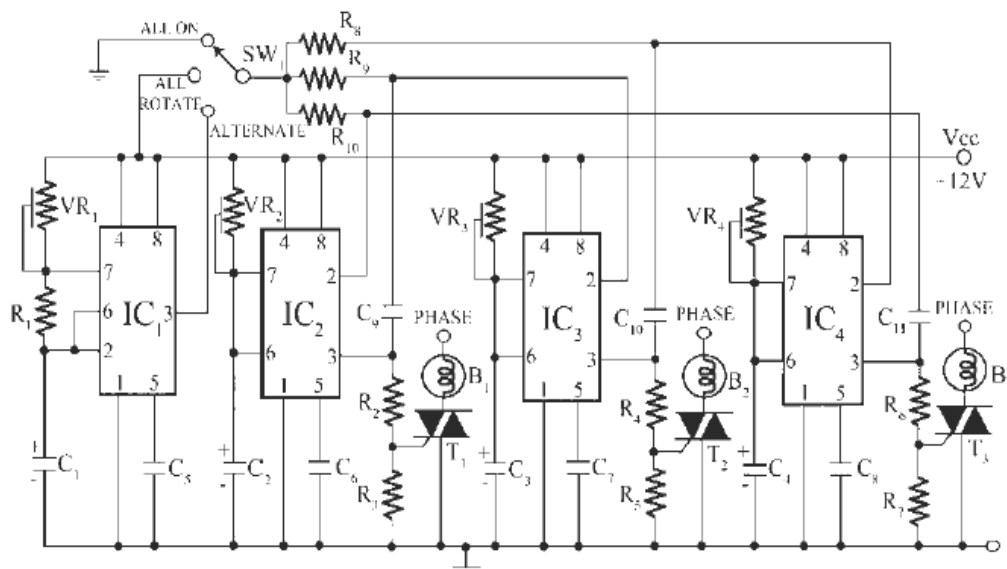 ALL ON
SW1
R8
R9
R10
ALL
ROTATE
ALTERNATE
Vcc
-12V
VR1
VR2
VR3
VR4
4 8
4 8
4 8
4 8
7
6
2
3
IC1
1 5
R1
C1
C5
7
6
2
3
IC2
1 5
C2
C6
C9
PHASE
B1
R2
T1
R3
7
6
2
3
IC3
1 5
C3
C7
C10
PHASE
B2
R4
T2
R5
7
6
2
3
IC4
1 5
C4
C8
C11
PHASE
B
R6
T3
R7